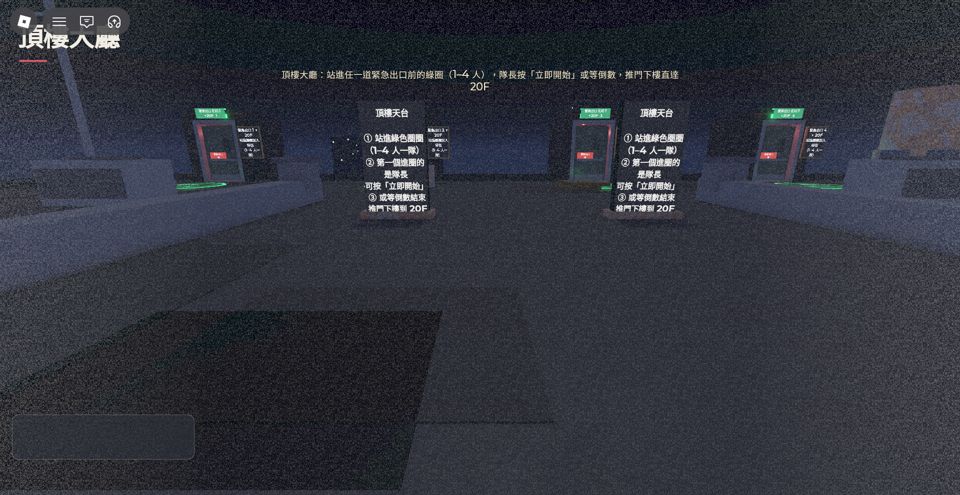 頂樓大廳
頂樓大廳：站進任一道緊急出口前的綠圈（1–4 人），隊長按「立即開始」或等倒數，推門下樓直達
20F
頂樓天台
① 站進綠色圈圈
（1–4 人一隊）
② 第一個進圈的
是隊長
可按「立即開始」
③ 或等倒數結束
推門下樓到 20F
頂樓天台
① 站進綠色圈圈
（1–4 人一隊）
② 第一個進圈的
是隊長
可按「立即開始」
③ 或等倒數結束
推門下樓到 20F